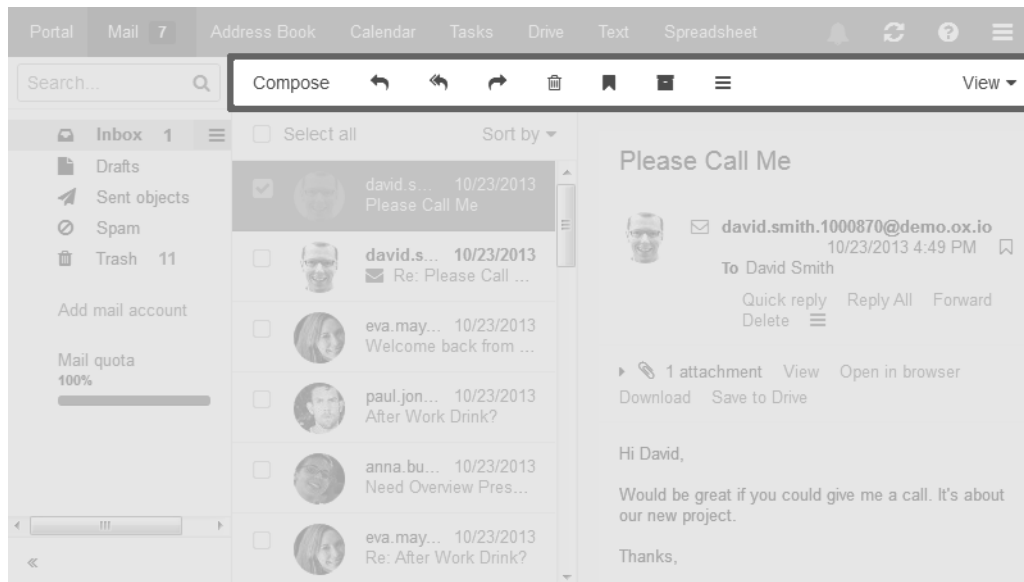 Portal Mail 7 Address Book Calendar Tasks Drive Text Spreadsheet
Search...
Compose View
Inbox 1
Drafts
Sent objects
Spam
Trash 11
Add mail account
Mail quota
100%
Select all Sort by
david.s... 10/23/2013
Please Call Me
david.s... 10/23/2013
Re: Please Call ...
eva.may... 10/23/2013
Welcome back from ...
paul.jon... 10/23/2013
After Work Drink?
anna.bu... 10/23/2013
Need Overview Pres...
eva.may... 10/23/2013
Re: After Work Drink?
Please Call Me
david.smith.1000870@demo.ox.io
10/23/2013 4:49 PM
To David Smith
Quick reply Reply All Forward
Delete
1 attachment View Open in browser
Download Save to Drive
Hi David,
Would be great if you could give me a call. It's about
our new project.
Thanks,